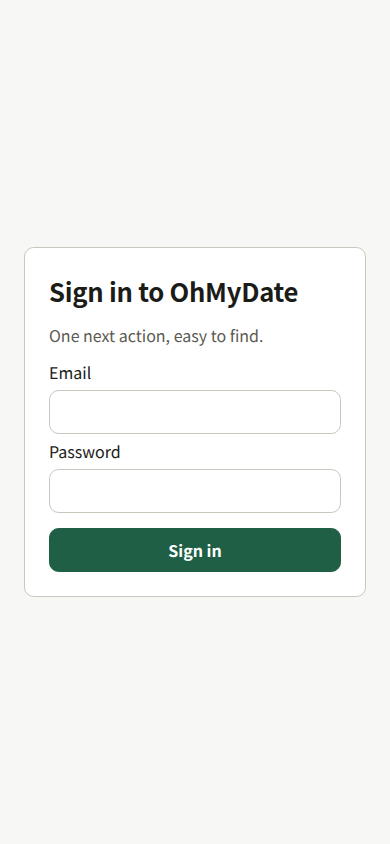 Sign in to OhMyDate
One next action, easy to find.
Email
Password
Sign in